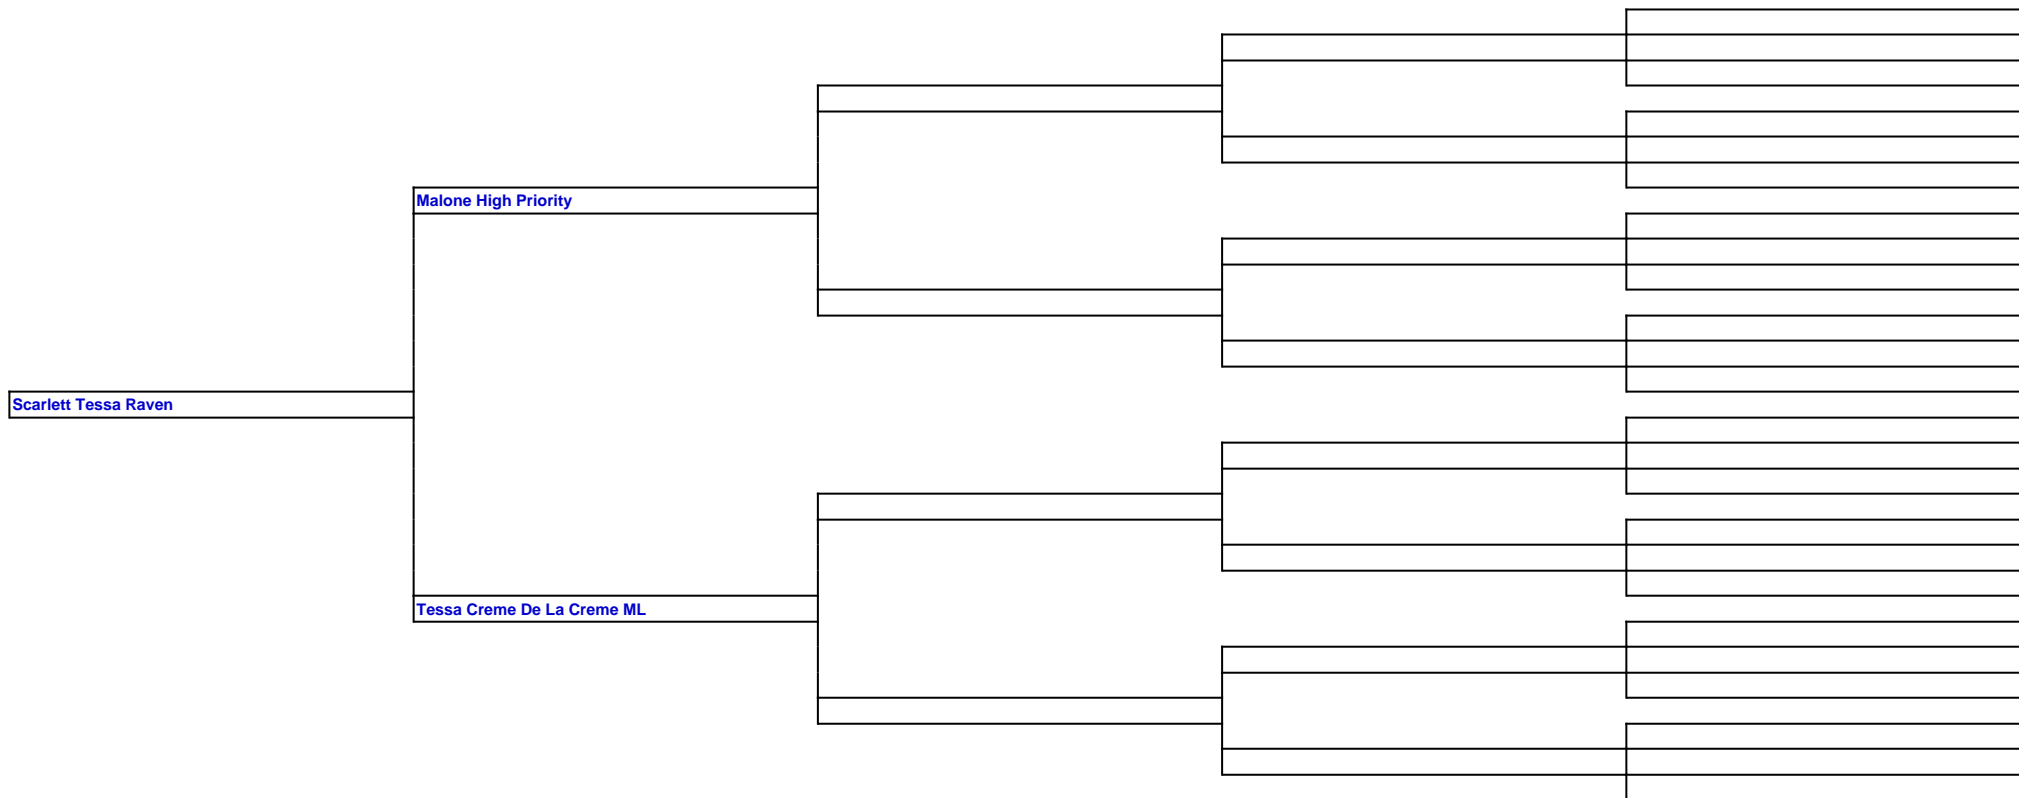 Malone High Priority
Scarlett Tessa Raven
Tessa Creme De La Creme ML